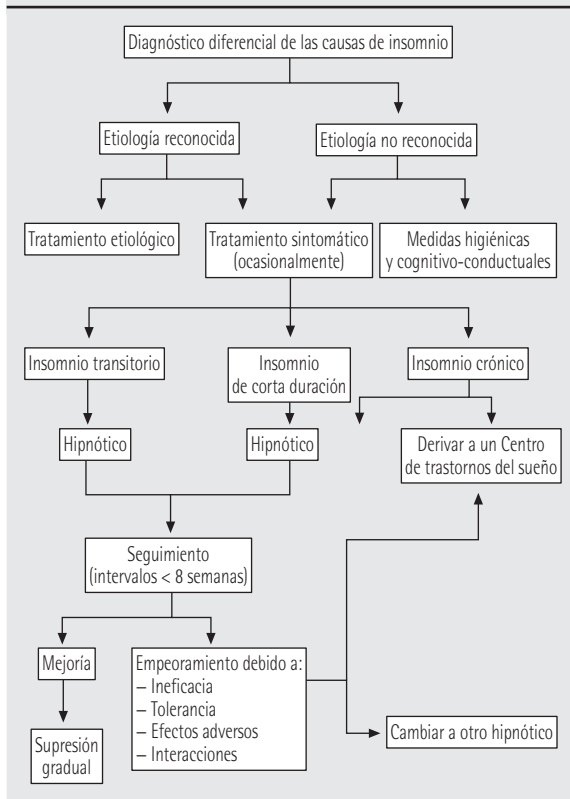 Diagnóstico diferencial de las causas de insomnio
Etiología reconocida
Etiología no reconocida
Tratamiento etiológico
Tratamiento sintomático
(ocasionalmente)
Medidas higiénicas
y cognitivo-conductuales
Insomnio transitorio
Insomnio
de corta duración
Insomnio crónico
Hipnótico
Hipnótico
Derivar a un Centro
de trastornos del sueño
Seguimiento
(intervalos < 8 semanas)
Mejoría
Empeoramiento debido a:
– Ineficacia
– Tolerancia
– Efectos adversos
– Interacciones
Supresión
gradual
Cambiar a otro hipnótico